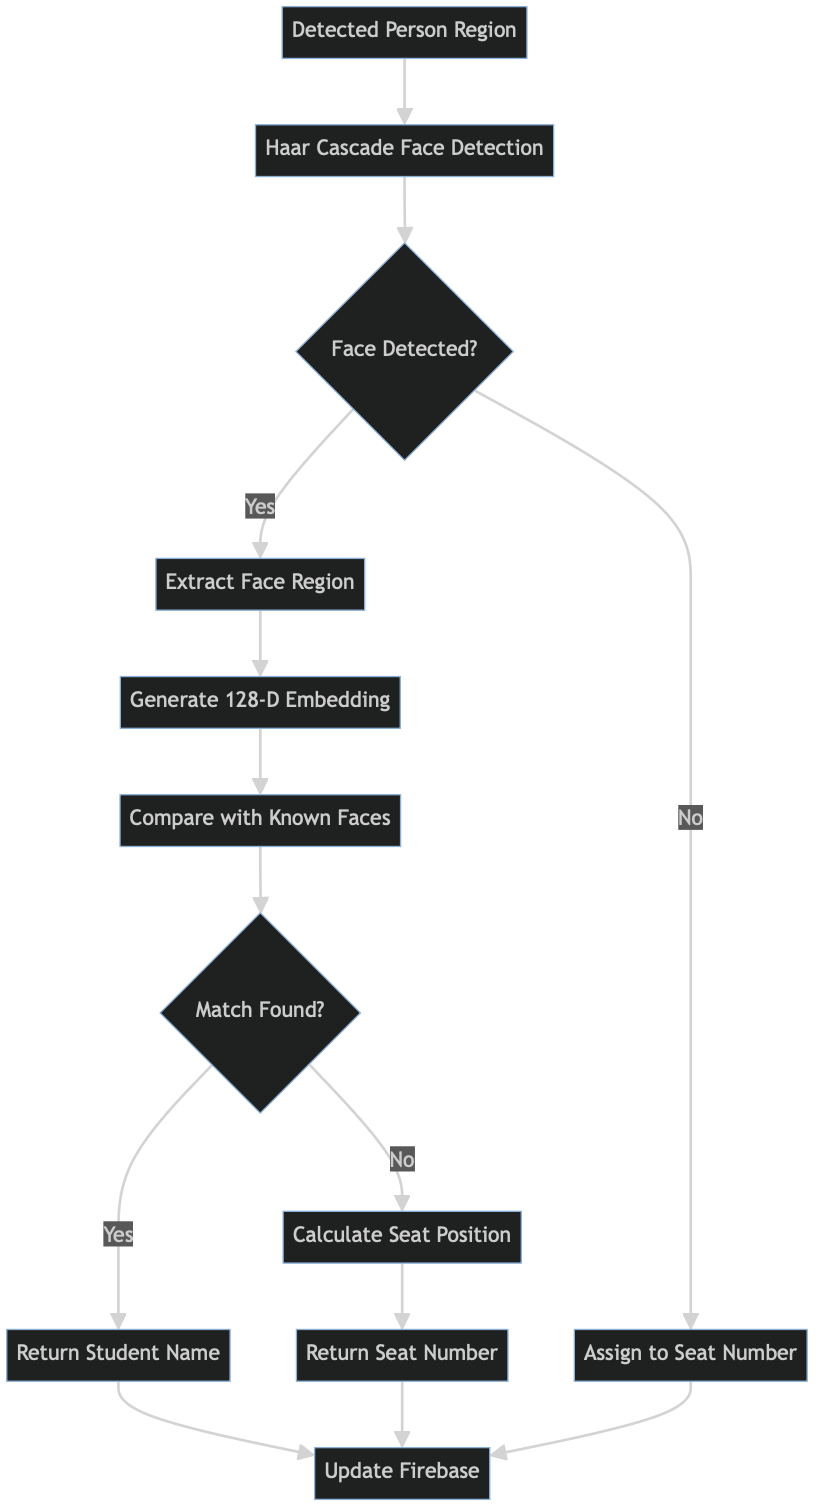 Detected Person Region
Haar Cascade Face Detection
Face Detected?
Yes
Extract Face Region
Generate 128-D Embedding
Compare with Known Faces
No
Match Found?
No
Yes
Calculate Seat Position
Return Student Name
Return Seat Number
Assign to Seat Number
Update Firebase